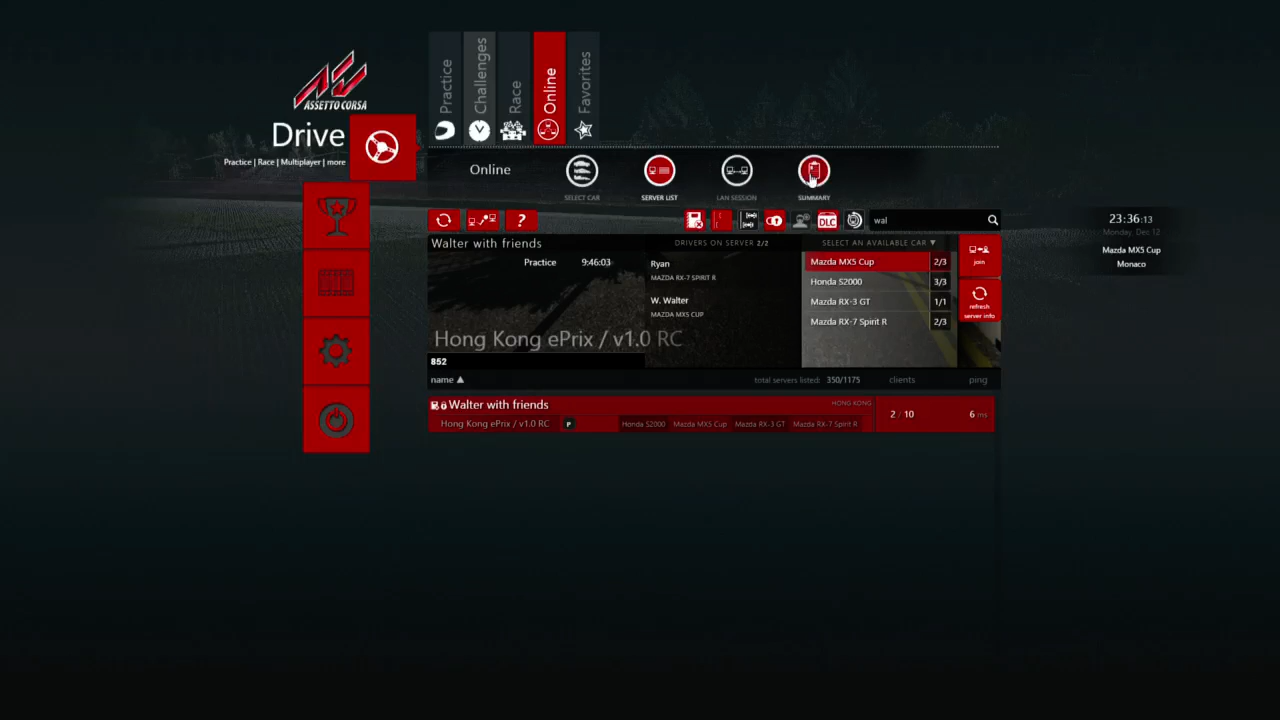 Practice
Challenges
Race
Online
Favorites
ASSETTO CORSA
Drive
Practice | Race | Multiplayer | more
Online
SELECT CAR
SERVER LIST
LAN SESSION
SUMMARY
?
DLC
wal
23:36:13
Monday, Dec 12
Mazda MX5 Cup
Monaco
Walter with friends
Practice 9:46:03
Hong Kong ePrix / v1.0 RC
852
DRIVERS ON SERVER 2/2
Ryan
MAZDA RX-7 SPIRIT R
W. Walter
MAZDA MX5 CUP
SELECT AN AVAILABLE CAR ▼
Mazda MX5 Cup 2/3
Honda S2000 3/3
Mazda RX-3 GT 1/1
Mazda RX-7 Spirit R 2/3
join
refresh
server info
name ▲ total servers listed: 350/1175 clients ping
Walter with friends HONG KONG 2 / 10 6 ms
Hong Kong ePrix / v1.0 RC P Honda S2000 Mazda MX5 Cup Mazda RX-3 GT Mazda RX-7 Spirit R